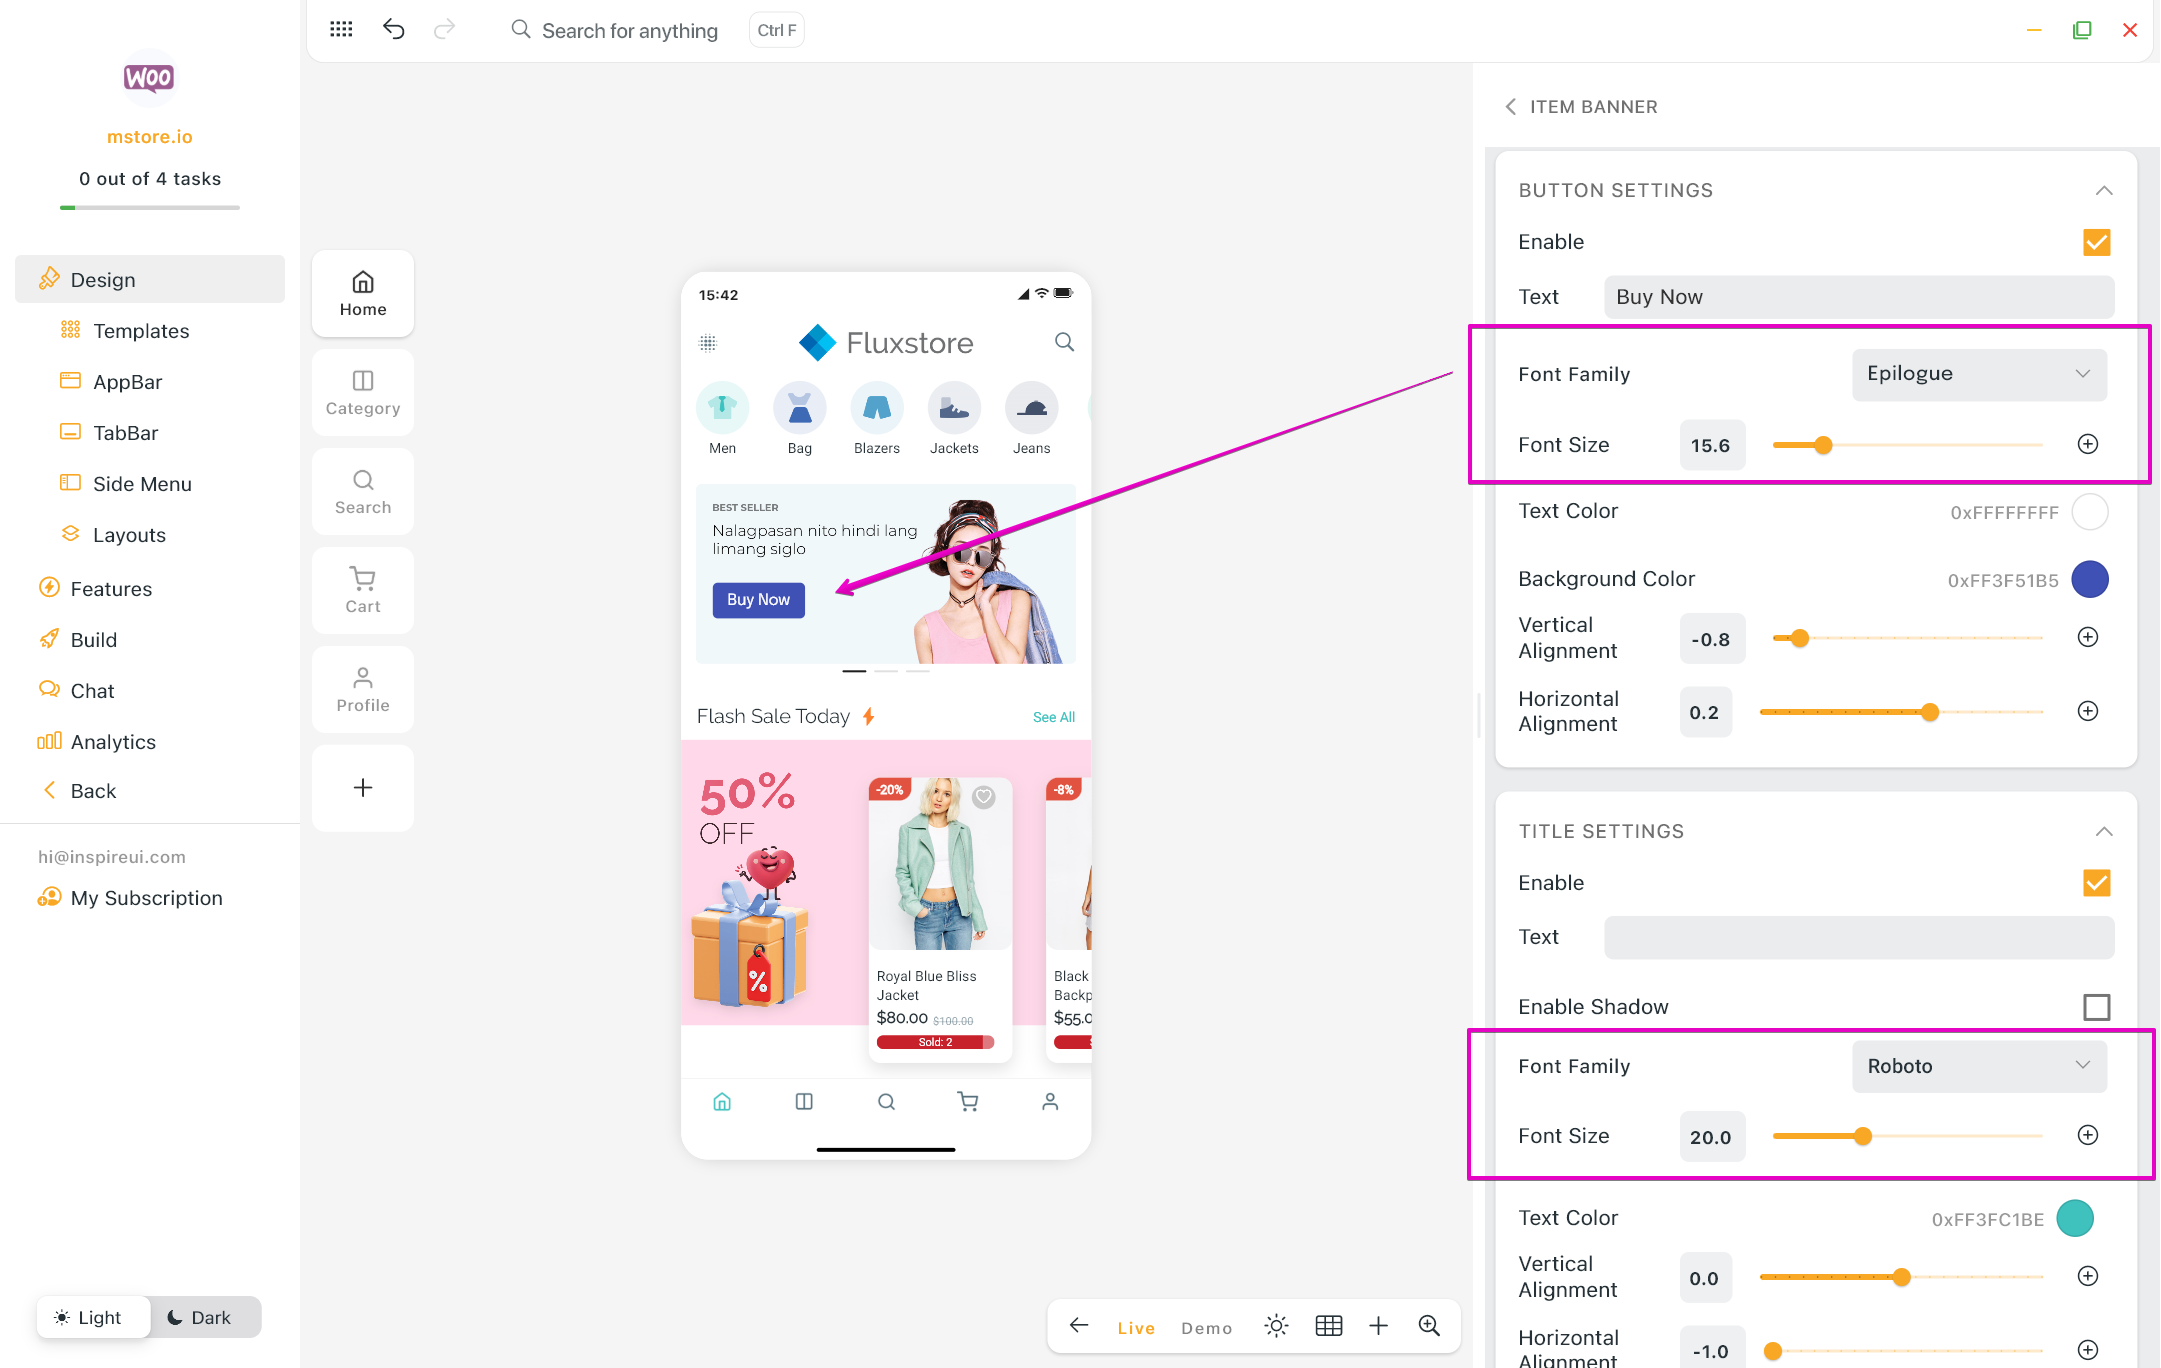 WOO
mstore.io
0 out of 4 tasks
Design
Templates
AppBar
TabBar
Side Menu
Layouts
Features
Build
Chat
Analytics
Back
hi@inspireui.com
My Subscription
Light
Dark
Search for anything
Ctrl F
Home
Category
Search
Cart
Profile
15:42
Fluxstore
Men
Bag
Blazers
Jackets
Jeans
BEST SELLER
Nalagpasan nito hindi lang
limang siglo
Buy Now
Flash Sale Today
See All
50%
OFF
%
-20%
Royal Blue Bliss
Jacket
$80.00 $100.00
Sold: 2
-8%
Black
Backp
$55.0
Live
Demo
ITEM BANNER
BUTTON SETTINGS
Enable
Text
Buy Now
Font Family
Epilogue
Font Size
15.6
Text Color
0xFFFFFFFF
Background Color
0xFF3F51B5
Vertical
Alignment
-0.8
Horizontal
Alignment
0.2
TITLE SETTINGS
Enable
Text
Enable Shadow
Font Family
Roboto
Font Size
20.0
Text Color
0xFF3FC1BE
Vertical
Alignment
0.0
Horizontal
Alignment
-1.0